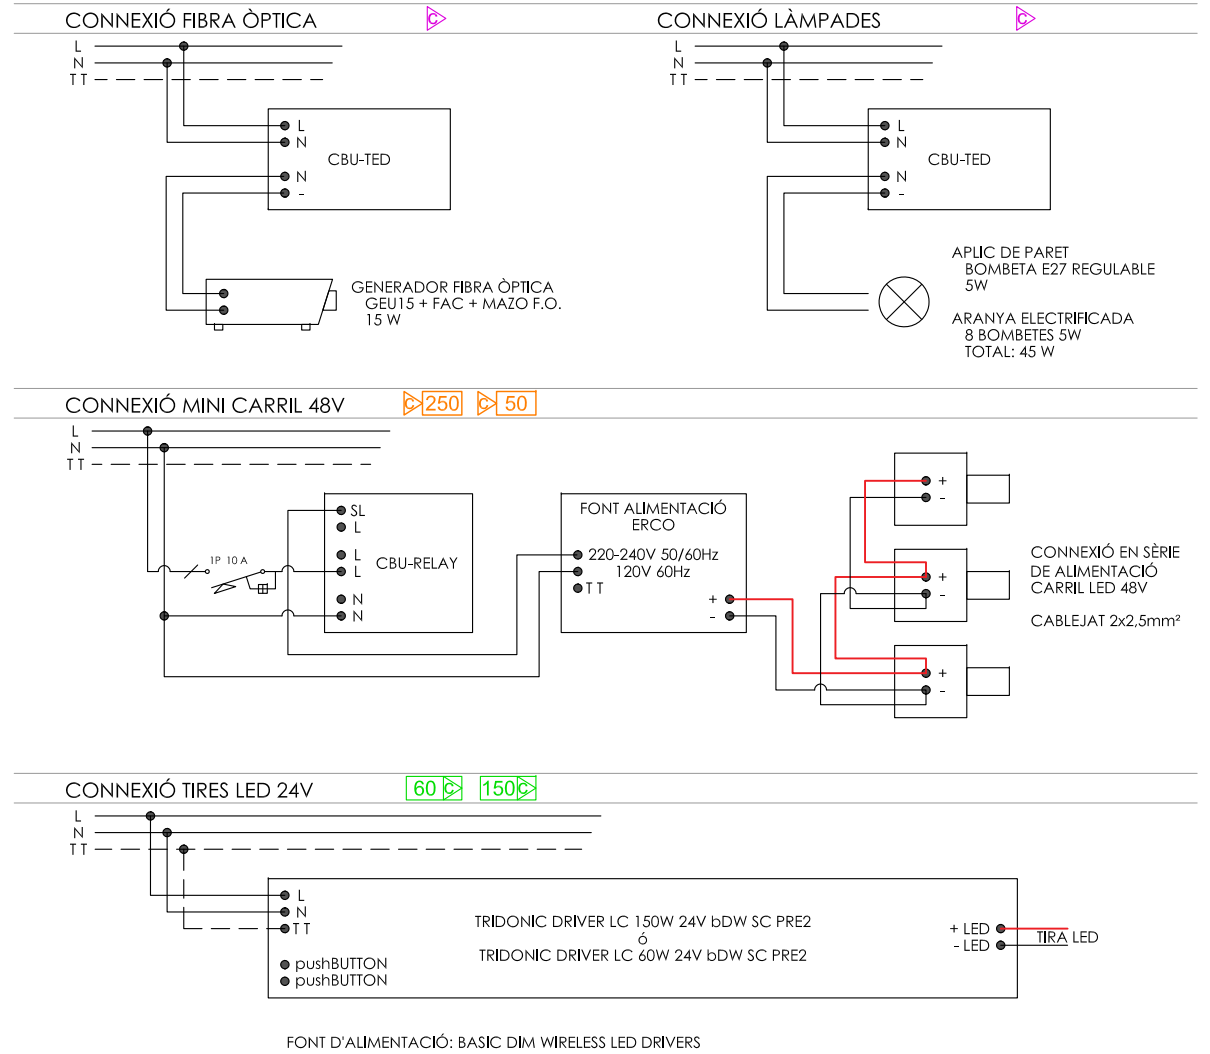 CONNEXIÓ FIBRA ÒPTICA C
L
N
TT
L
N
CBU-TED
N
-
GENERADOR FIBRA ÒPTICA
GEU15 + FAC + MAZO F.O.
15 W
CONNEXIÓ LÀMPADES C
L
N
TT
L
N
CBU-TED
N
-
APLIC DE PARET
BOMBETA E27 REGULABLE
5W
ARANYA ELECTRIFICADA
8 BOMBETES 5W
TOTAL: 45 W
CONNEXIÓ MINI CARRIL 48V C 250 C 50
L
N
TT
1P 10 A
SL
L
L
CBU-RELAY
L
N
N
FONT ALIMENTACIÓ
ERCO
220-240V 50/60Hz
120V 60Hz
TT
+
-
+
-
+
-
+
-
CONNEXIÓ EN SÈRIE
DE ALIMENTACIÓ
CARRIL LED 48V
CABLEJAT 2x2,5mm²
CONNEXIÓ TIRES LED 24V 60 C 150 C
L
N
TT
L
N
TT
pushBUTTON
pushBUTTON
TRIDONIC DRIVER LC 150W 24V bDW SC PRE2
ó
TRIDONIC DRIVER LC 60W 24V bDW SC PRE2
+ LED
- LED
TIRA LED
FONT D'ALIMENTACIÓ: BASIC DIM WIRELESS LED DRIVERS